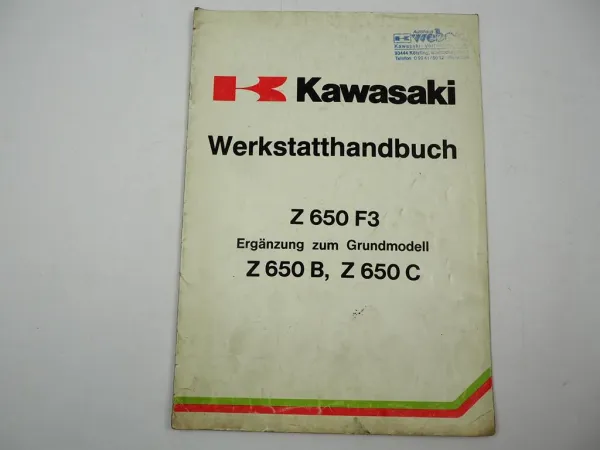 Kawasaki
Werkstatthandbuch
Z 650 F3
Ergänzung zum Grundmodell
Z 650 B, Z 650 C